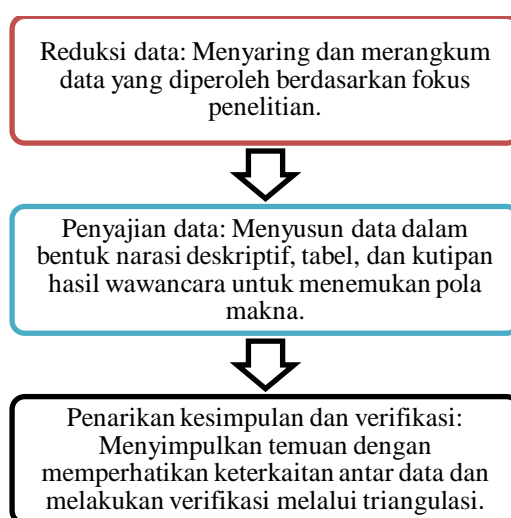 Reduksi data: Menyaring dan merangkum
data yang diperoleh berdasarkan fokus
penelitian.
Penyajian data: Menyusun data dalam
bentuk narasi deskriptif, tabel, dan kutipan
hasil wawancara untuk menemukan pola
makna.
Penarikan kesimpulan dan verifikasi:
Menyimpulkan temuan dengan
memperhatikan keterkaitan antar data dan
melakukan verifikasi melalui triangulasi.